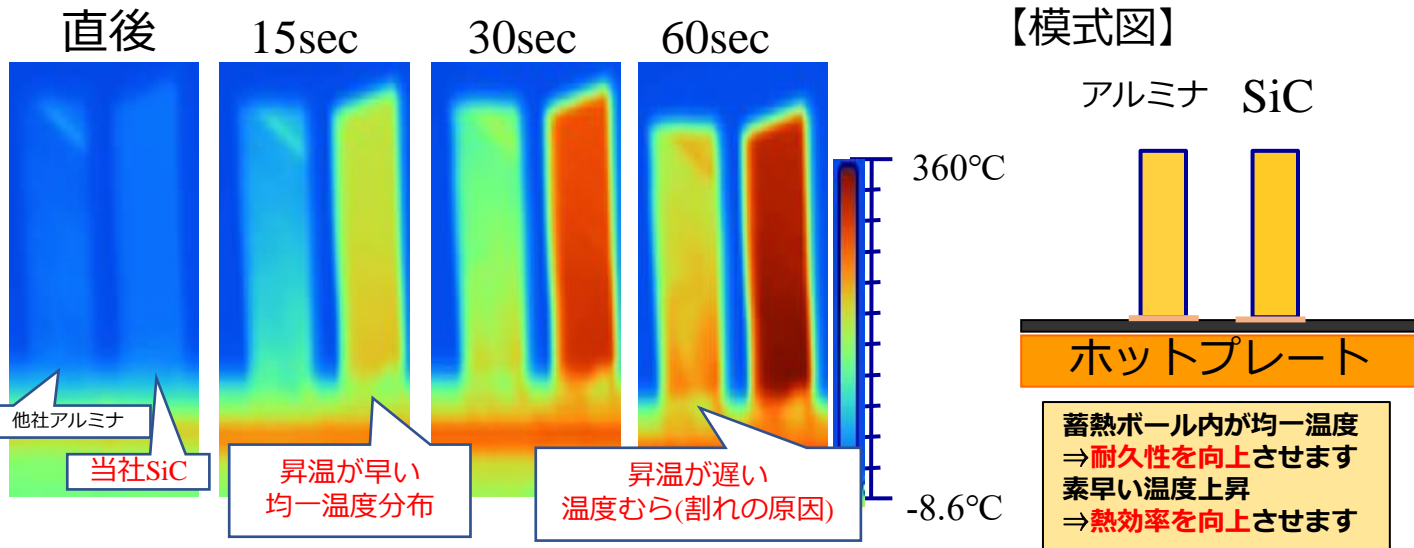 直後
15sec
30sec
60sec
【模式図】
アルミナ
SiC
360℃
-8.6℃
ホットプレート
他社アルミナ
当社SiC
昇温が早い
均一温度分布
昇温が遅い
温度むら(割れの原因)
蓄熱ボール内が均一温度
⇒耐久性を向上させます
素早い温度上昇
⇒熱効率を向上させます